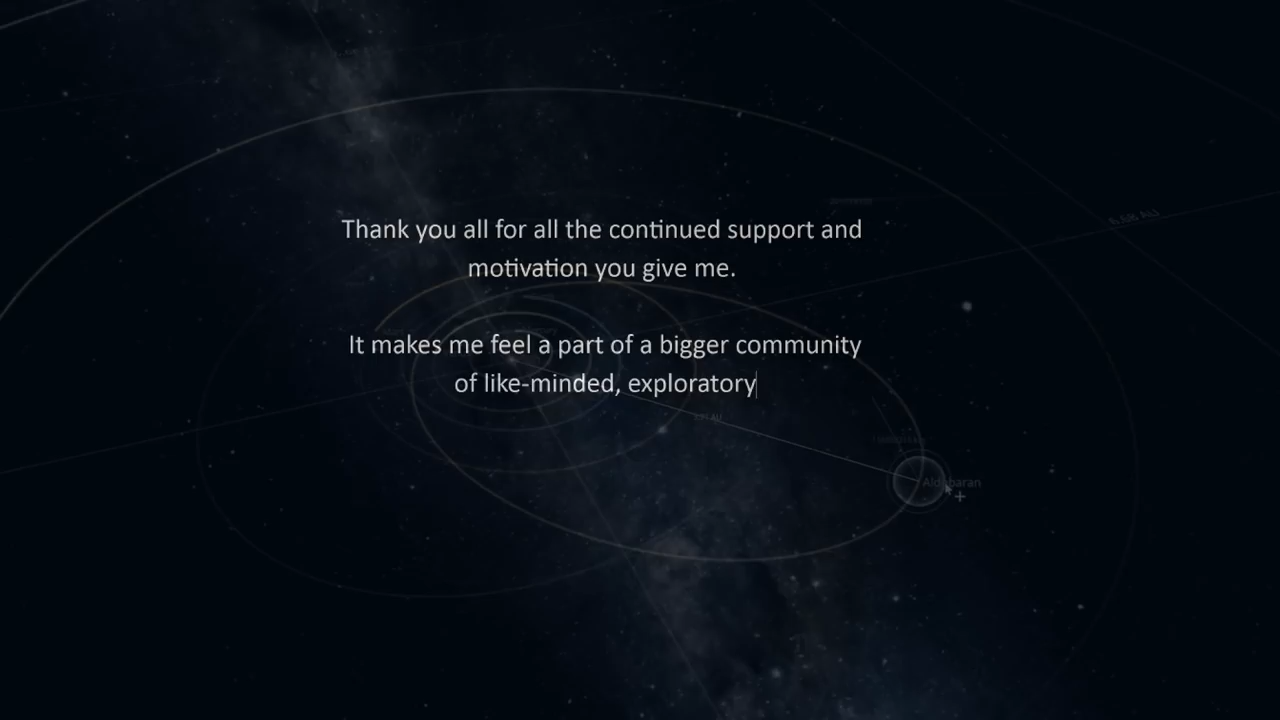 Thank you all for all the continued support and
motivation you give me.
It makes me feel a part of a bigger community
of like-minded, exploratory
Aldebaran